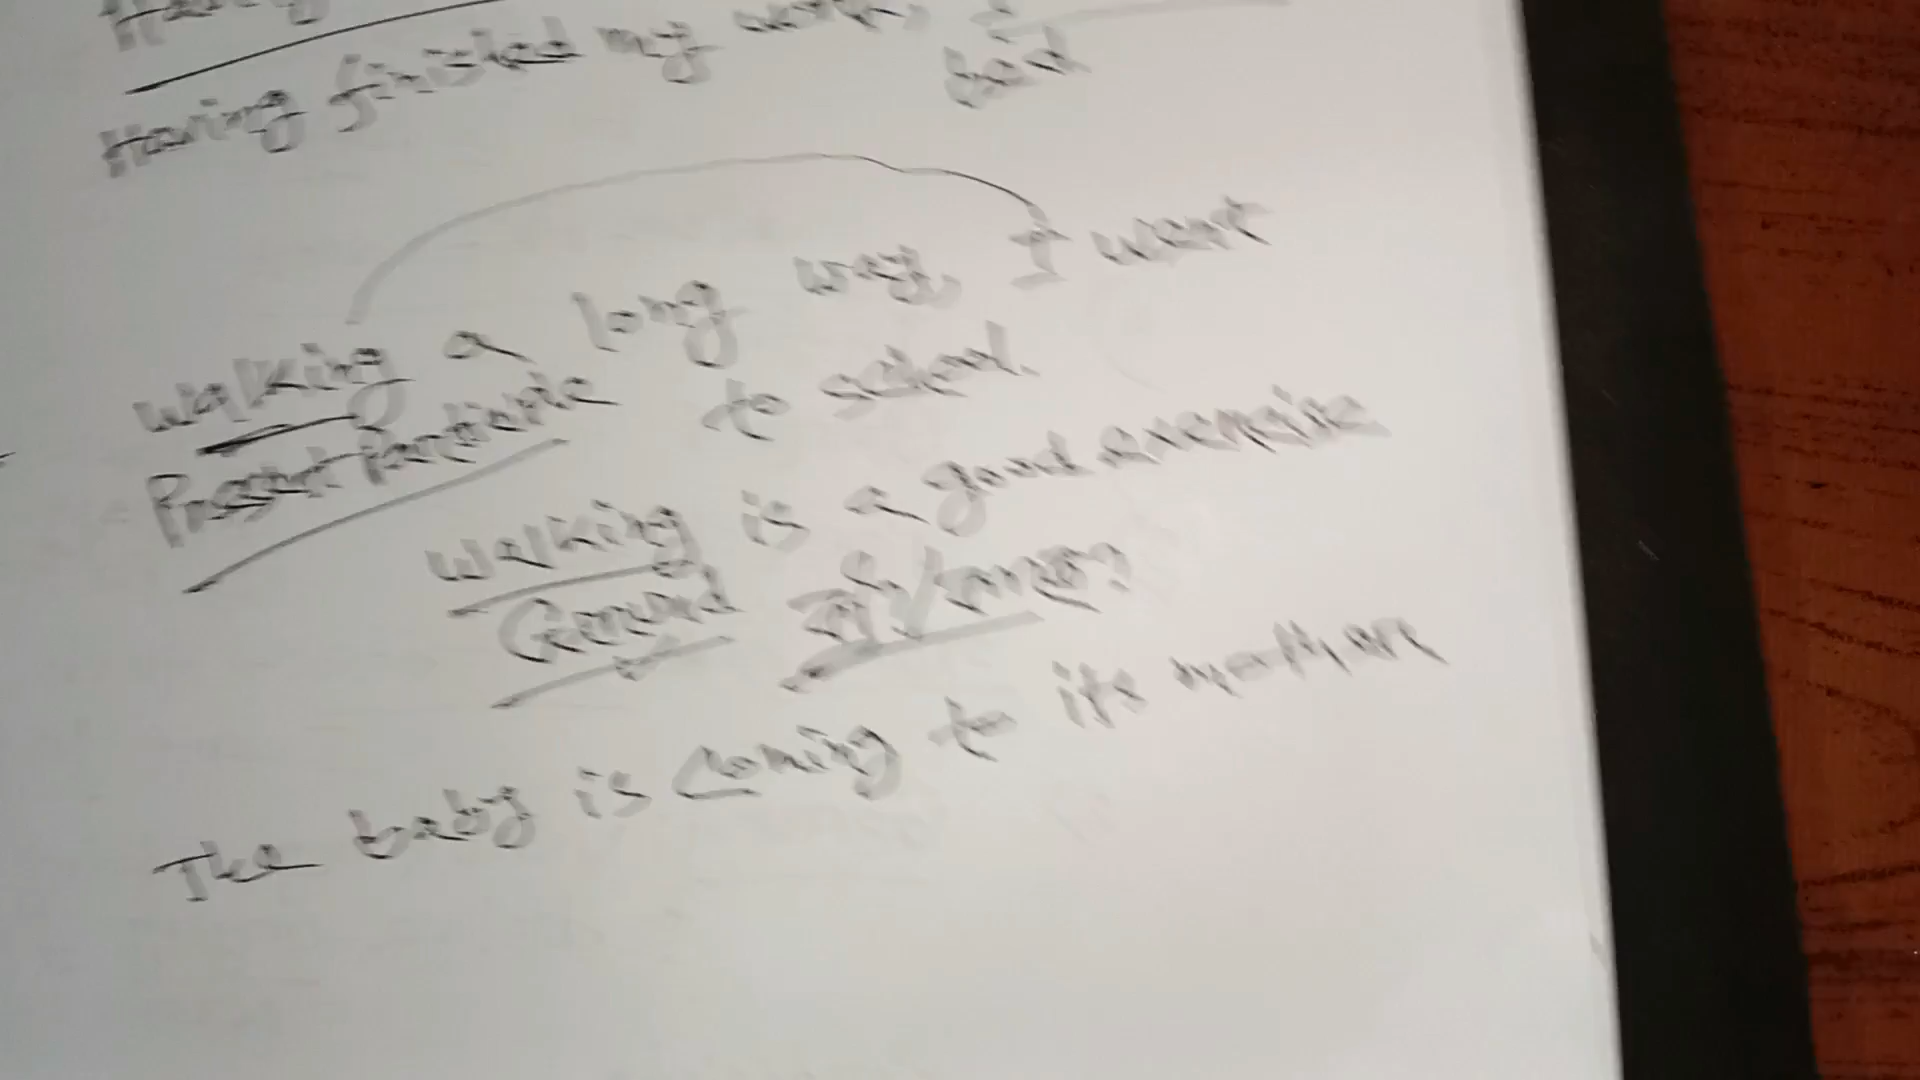 Having
Having finished my work, I
bed
Walking a long way, I went
to school.
Present Participle
Walking is a good exercise
Gerund
The baby is coming to its mother